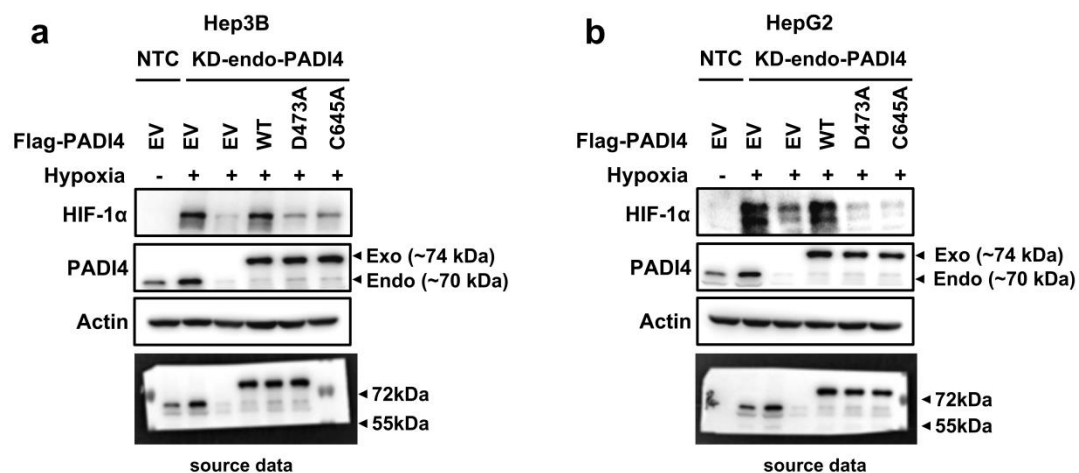 a
Hep3B
NTC KD-endo-PADI4
Flag-PADI4 EV EV EV WT D473A C645A
Hypoxia - + + + + +
HIF-1α
PADI4
Exo (~74 kDa)
Endo (~70 kDa)
Actin
72kDa
55kDa
source data
b
HepG2
NTC KD-endo-PADI4
Flag-PADI4 EV EV EV WT D473A C645A
Hypoxia - + + + + +
HIF-1α
PADI4
Exo (~74 kDa)
Endo (~70 kDa)
Actin
72kDa
55kDa
source data